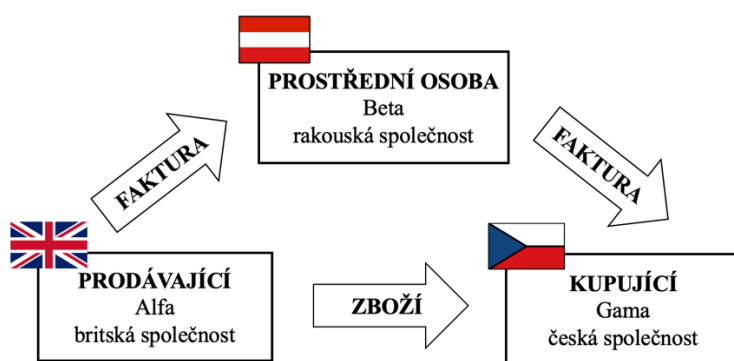 PROSTŘEDNÍ OSOBA
Beta
rakouská společnost
FAKTURA
FAKTURA
PRODÁVAJÍCÍ
Alfa
britská společnost
ZBOŽÍ
KUPUJÍCÍ
Gama
česká společnost